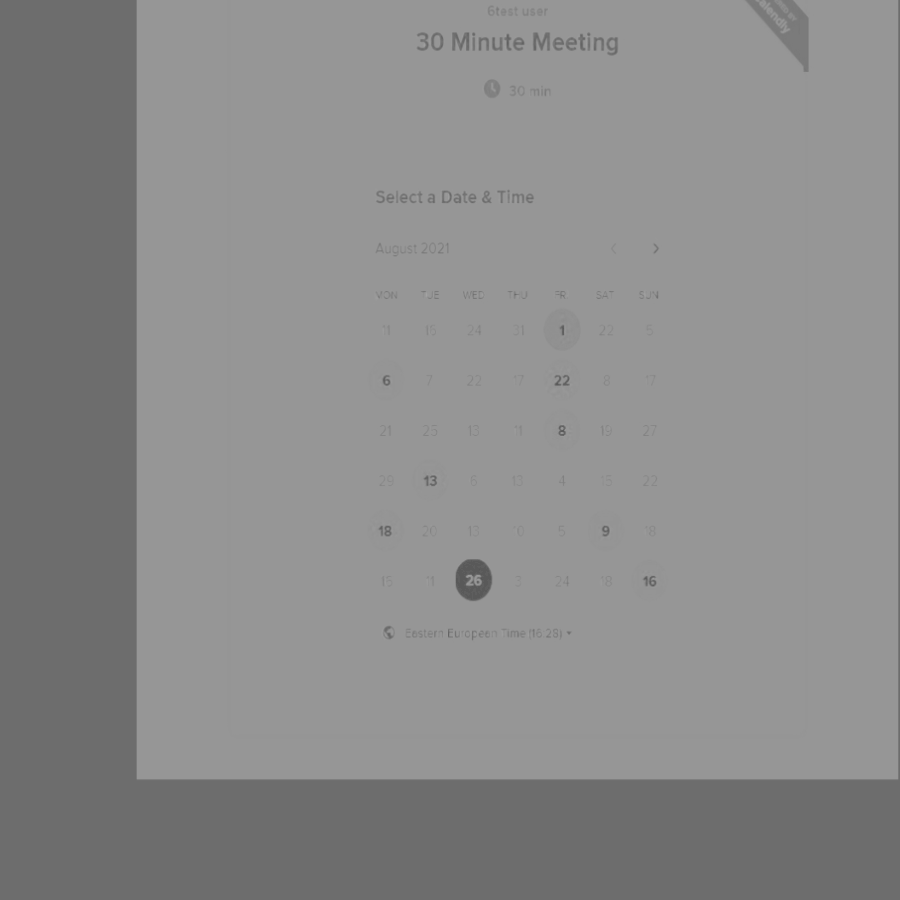 6test user
30 Minute Meeting
30 min
Select a Date & Time
August 2021
MON TUE WED THU FRI SAT SUN
11 15 24 31 1 22 5
6 7 22 17 22 8 17
21 25 13 11 8 19 27
29 13 6 13 4 15 22
18 20 13 10 5 9 18
15 11 26 3 24 18 16
Eastern European Time (16:28)